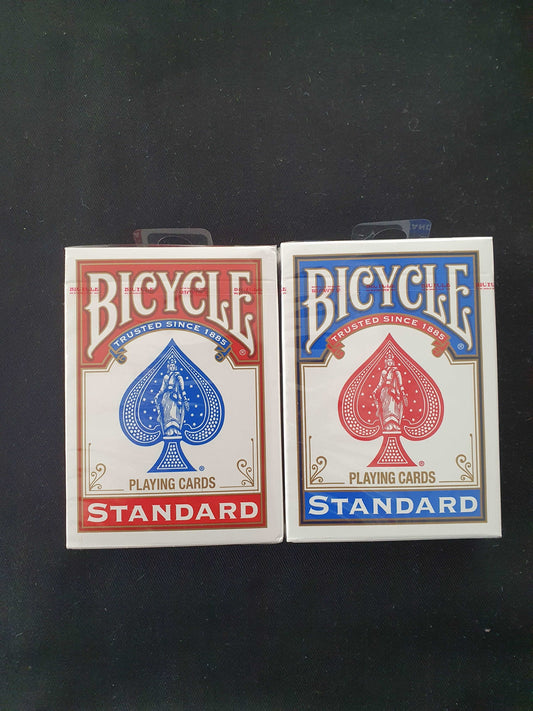 BICYCLE
TRUSTED SINCE 1885
®
®
PLAYING CARDS
STANDARD
BICYCLE
TRUSTED SINCE 1885
®
®
PLAYING CARDS
STANDARD